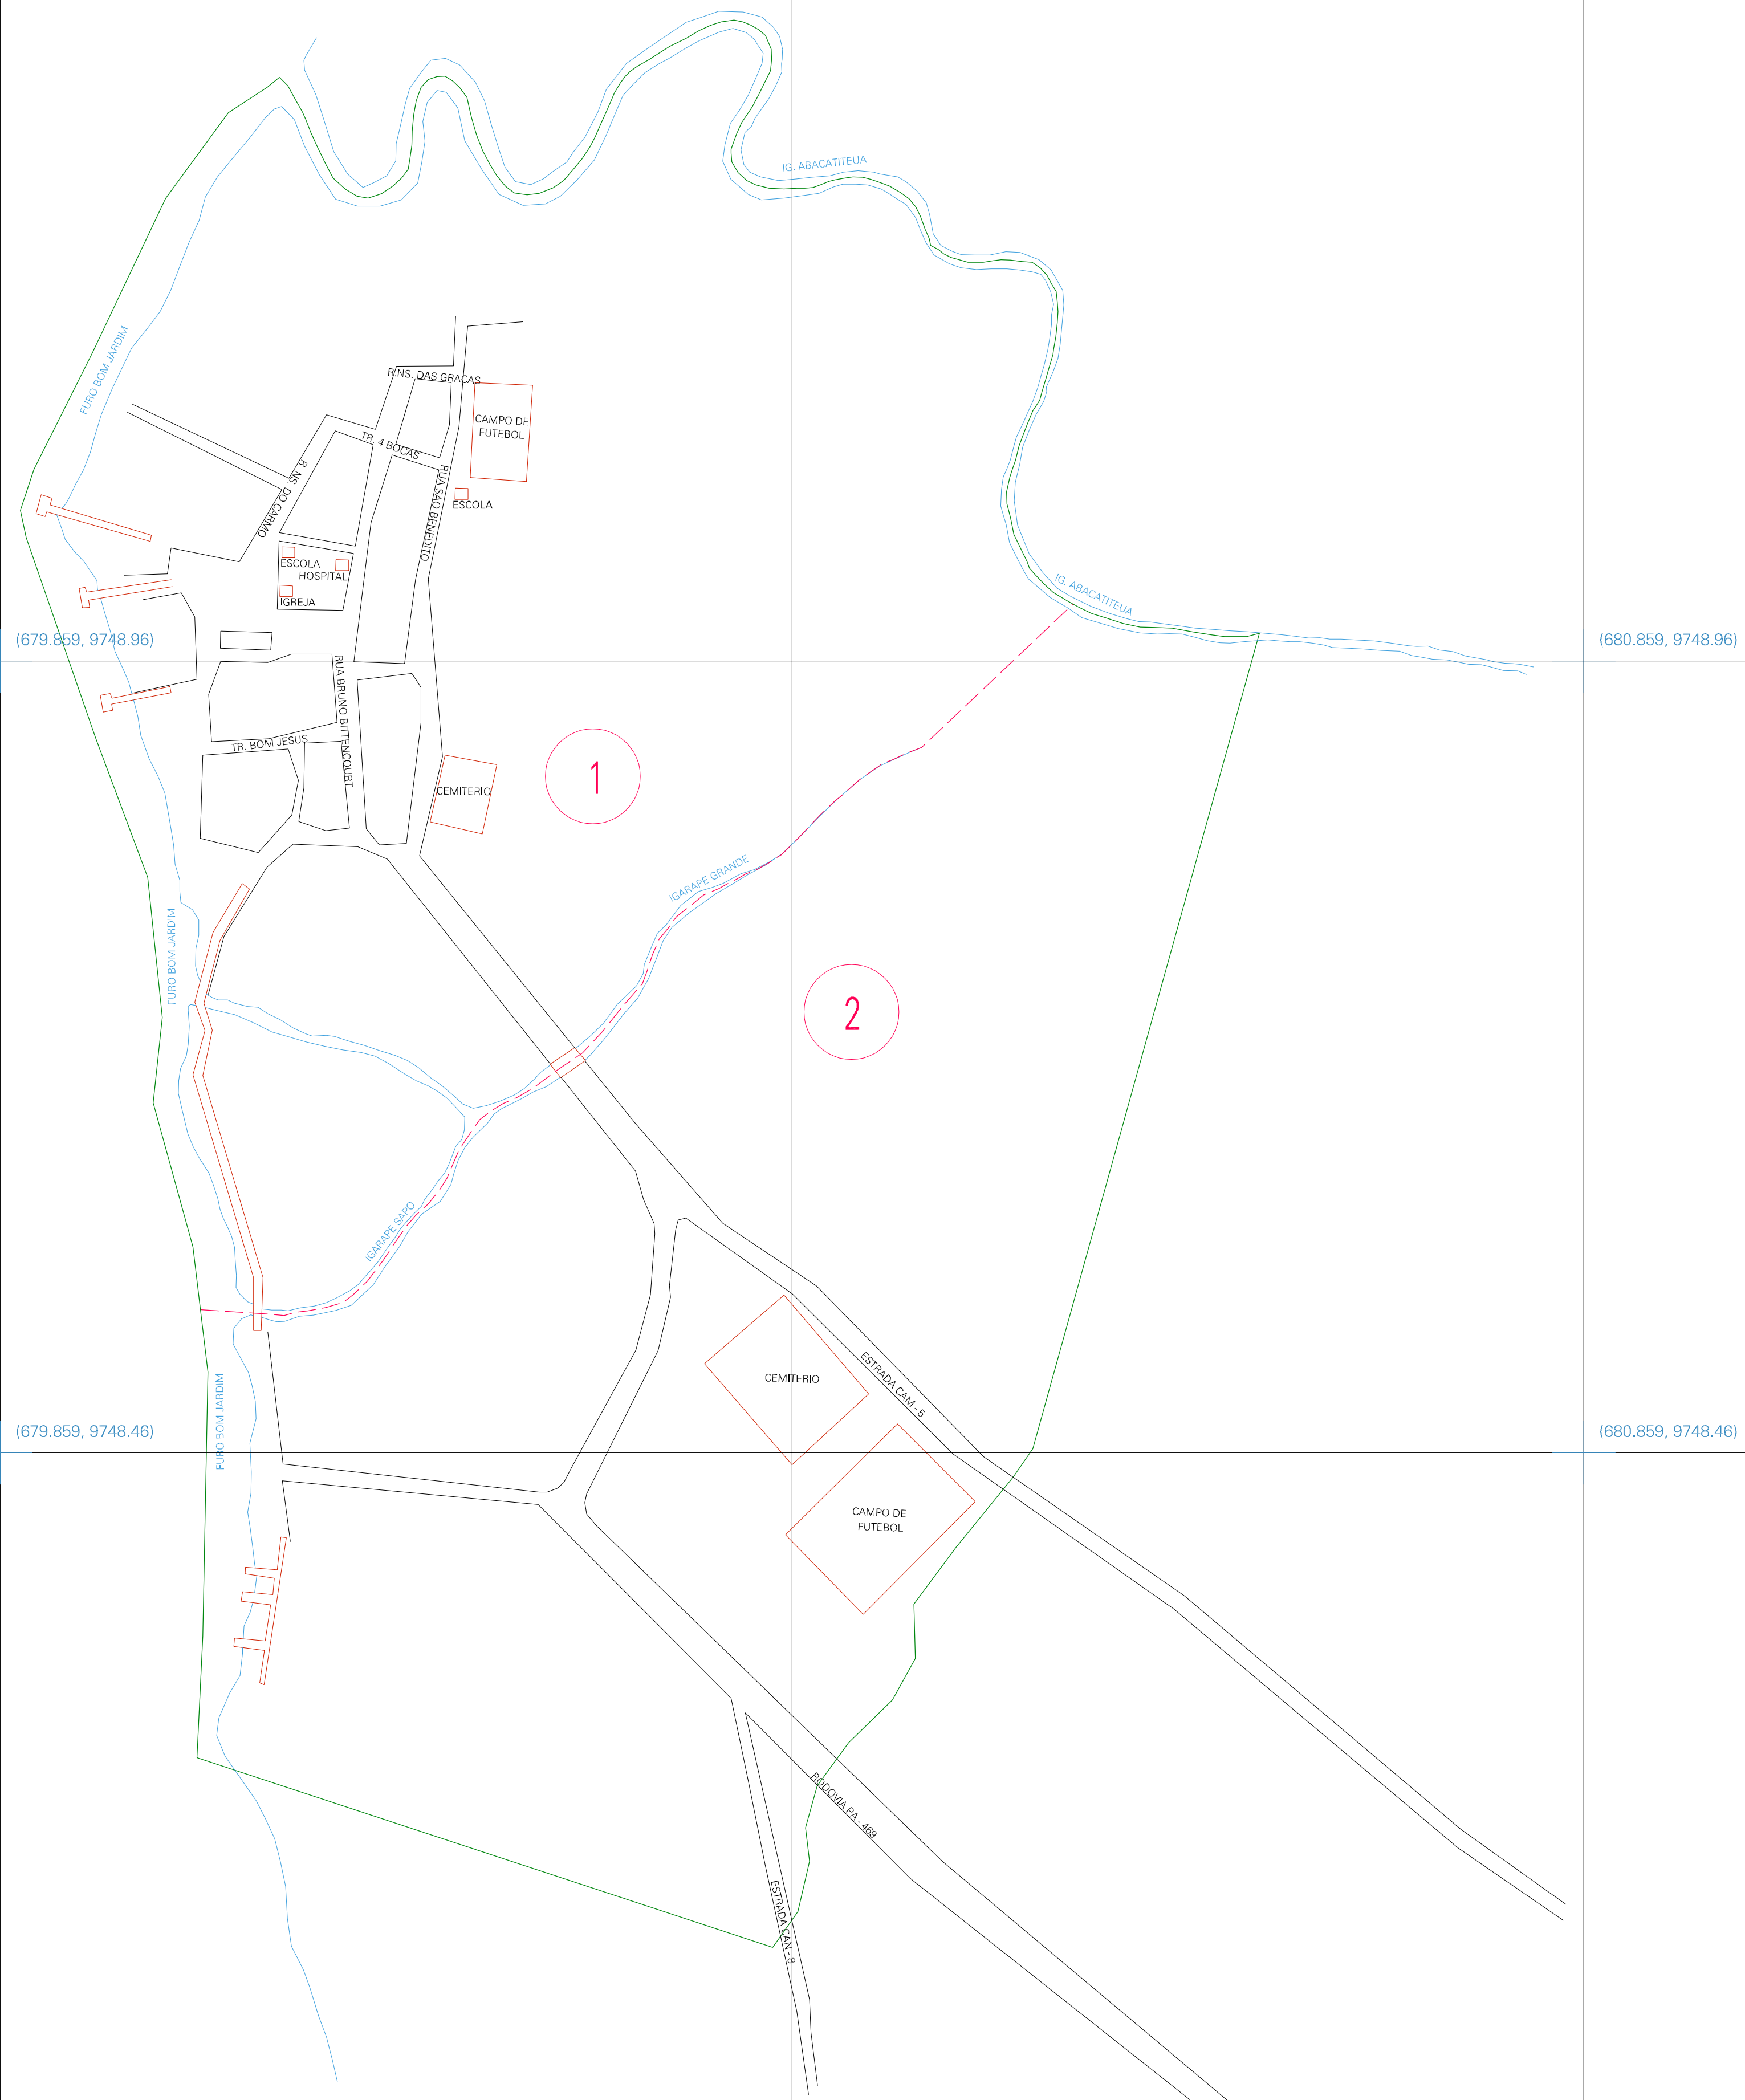 IG. ABACATITEUA
FURO BOM JARDIM
R.NS. DAS GRACAS
CAMPO DE
FUTEBOL
TR. 4 BOCAS
R. NS. DO CARMO
RUA SAO BENEDITO
ESCOLA
ESCOLA
HOSPITAL
IGREJA
IG. ABACATITEUA
(679.859, 9748.96)
(680.859, 9748.96)
RUA BRUNO BITTENCOURT
TR. BOM JESUS
CEMITERIO
1
IGARAPE GRANDE
FURO BOM JARDIM
2
IGARAPE SAPO
CEMITERIO
ESTRADA CAM - 5
FURO BOM JARDIM
(679.859, 9748.46)
(680.859, 9748.46)
CAMPO DE
FUTEBOL
RODOVIA PA - 469
ESTRADA CAN - 8